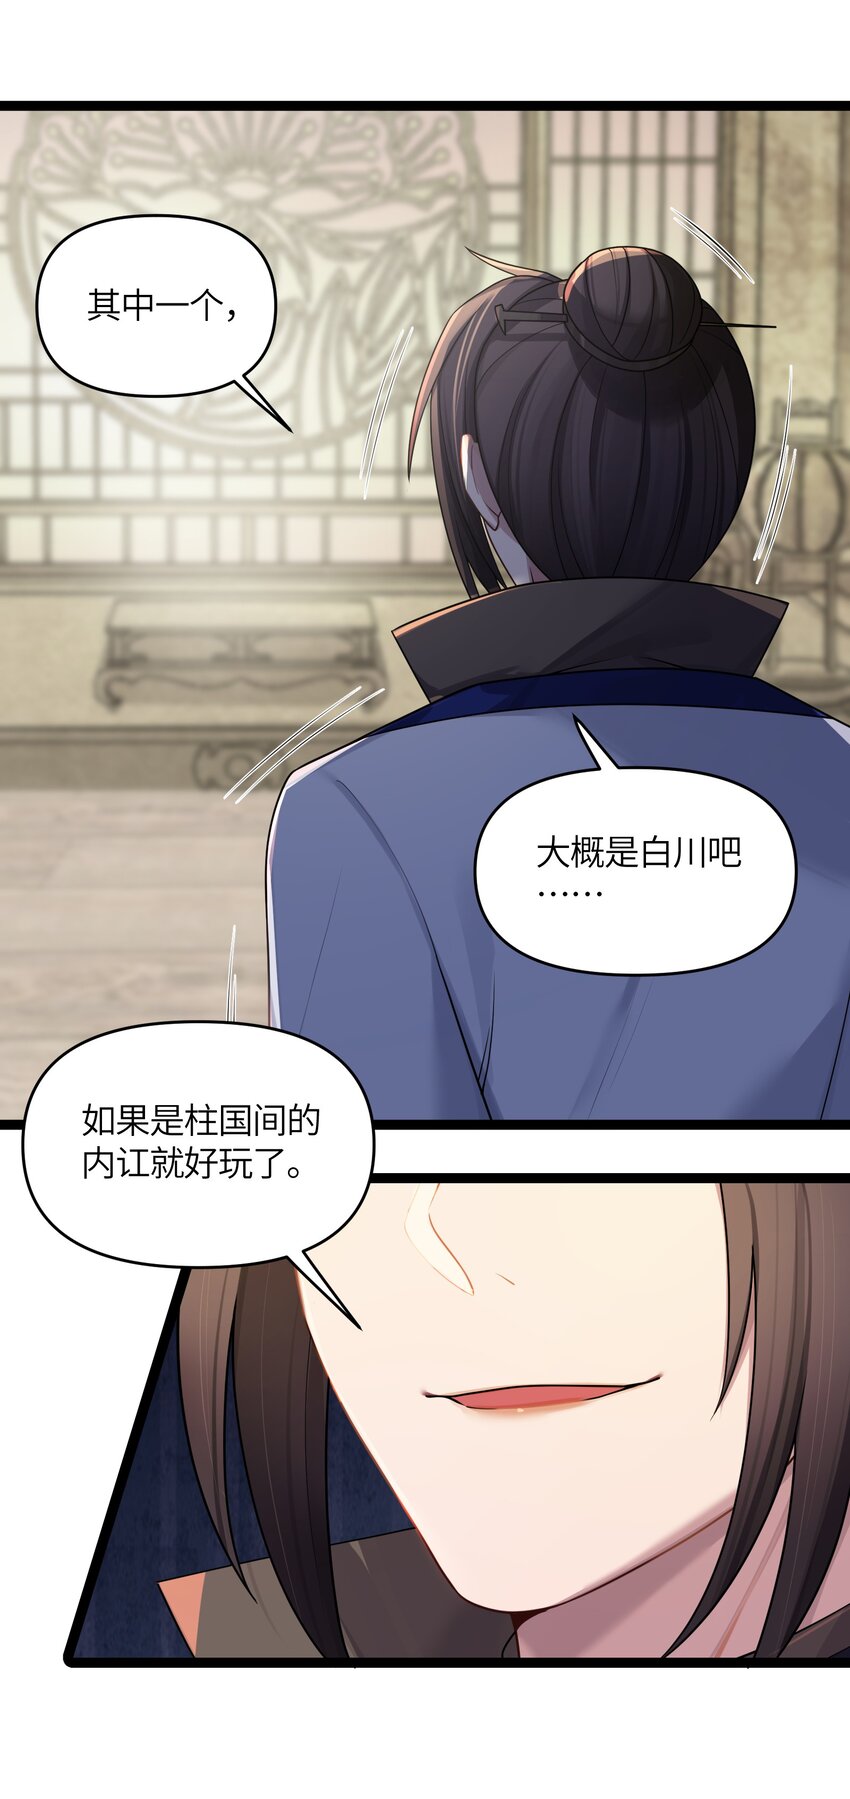 其中一个，
大概是白川吧
……
如果是柱国间的
内讧就好玩了。